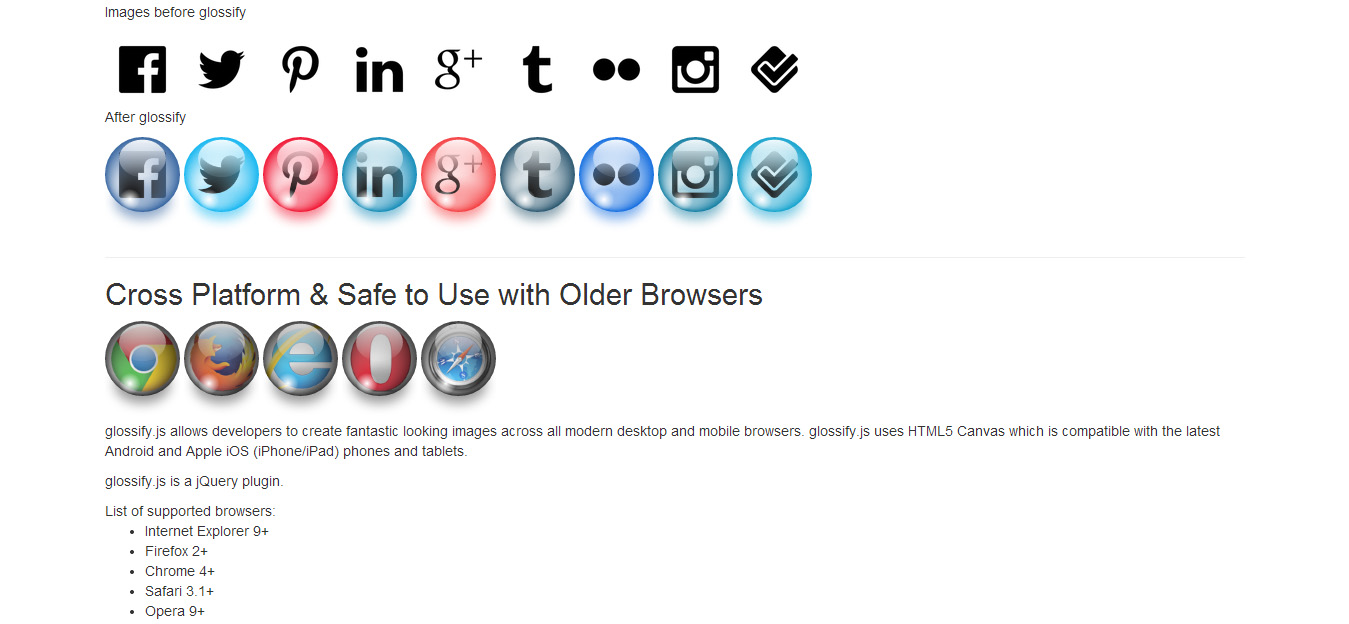 Images before glossify
f in g+ t
After glossify
f in g+ t
Cross Platform & Safe to Use with Older Browsers
glossify.js allows developers to create fantastic looking images across all modern desktop and mobile browsers. glossify.js uses HTML5 Canvas which is compatible with the latest
Android and Apple iOS (iPhone/iPad) phones and tablets.
glossify.js is a jQuery plugin.
List of supported browsers:
• Internet Explorer 9+
• Firefox 2+
• Chrome 4+
• Safari 3.1+
• Opera 9+